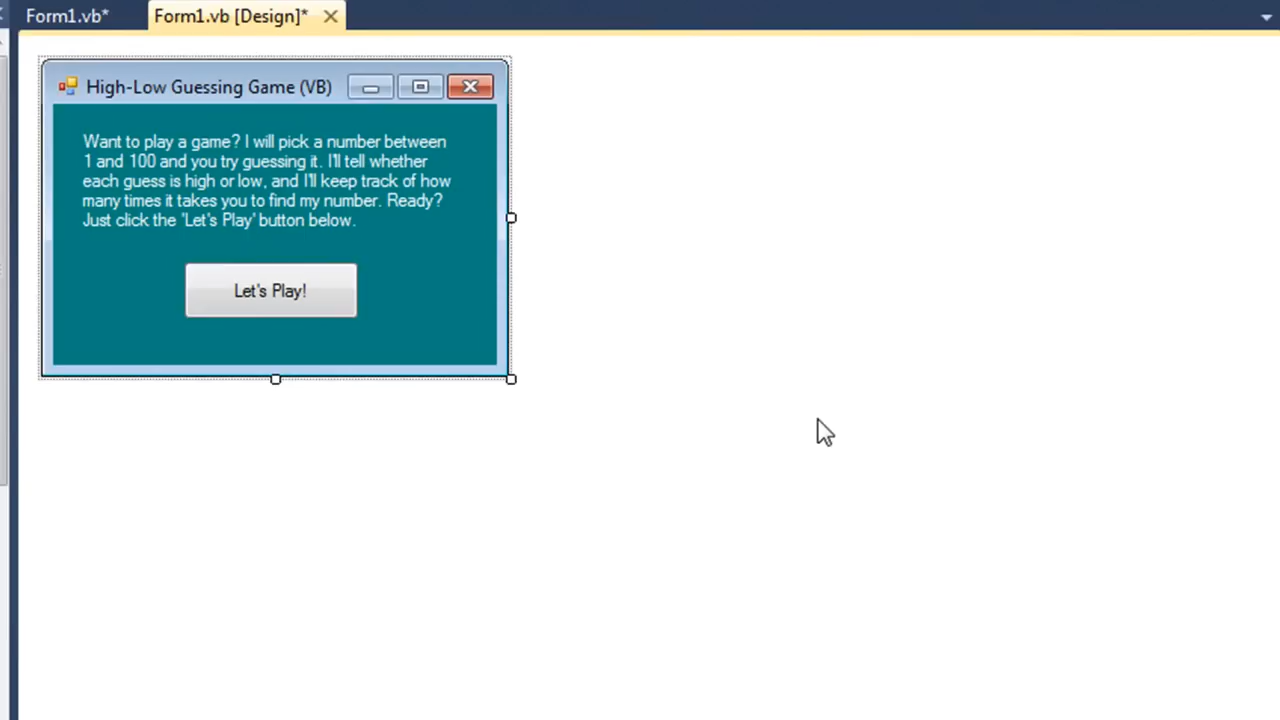 Form1.vb*
Form1.vb [Design]*
High-Low Guessing Game (VB)
Want to play a game? I will pick a number between
1 and 100 and you try guessing it. I'll tell whether
each guess is high or low, and I'll keep track of how
many times it takes you to find my number. Ready?
Just click the 'Let's Play' button below.
Let's Play!